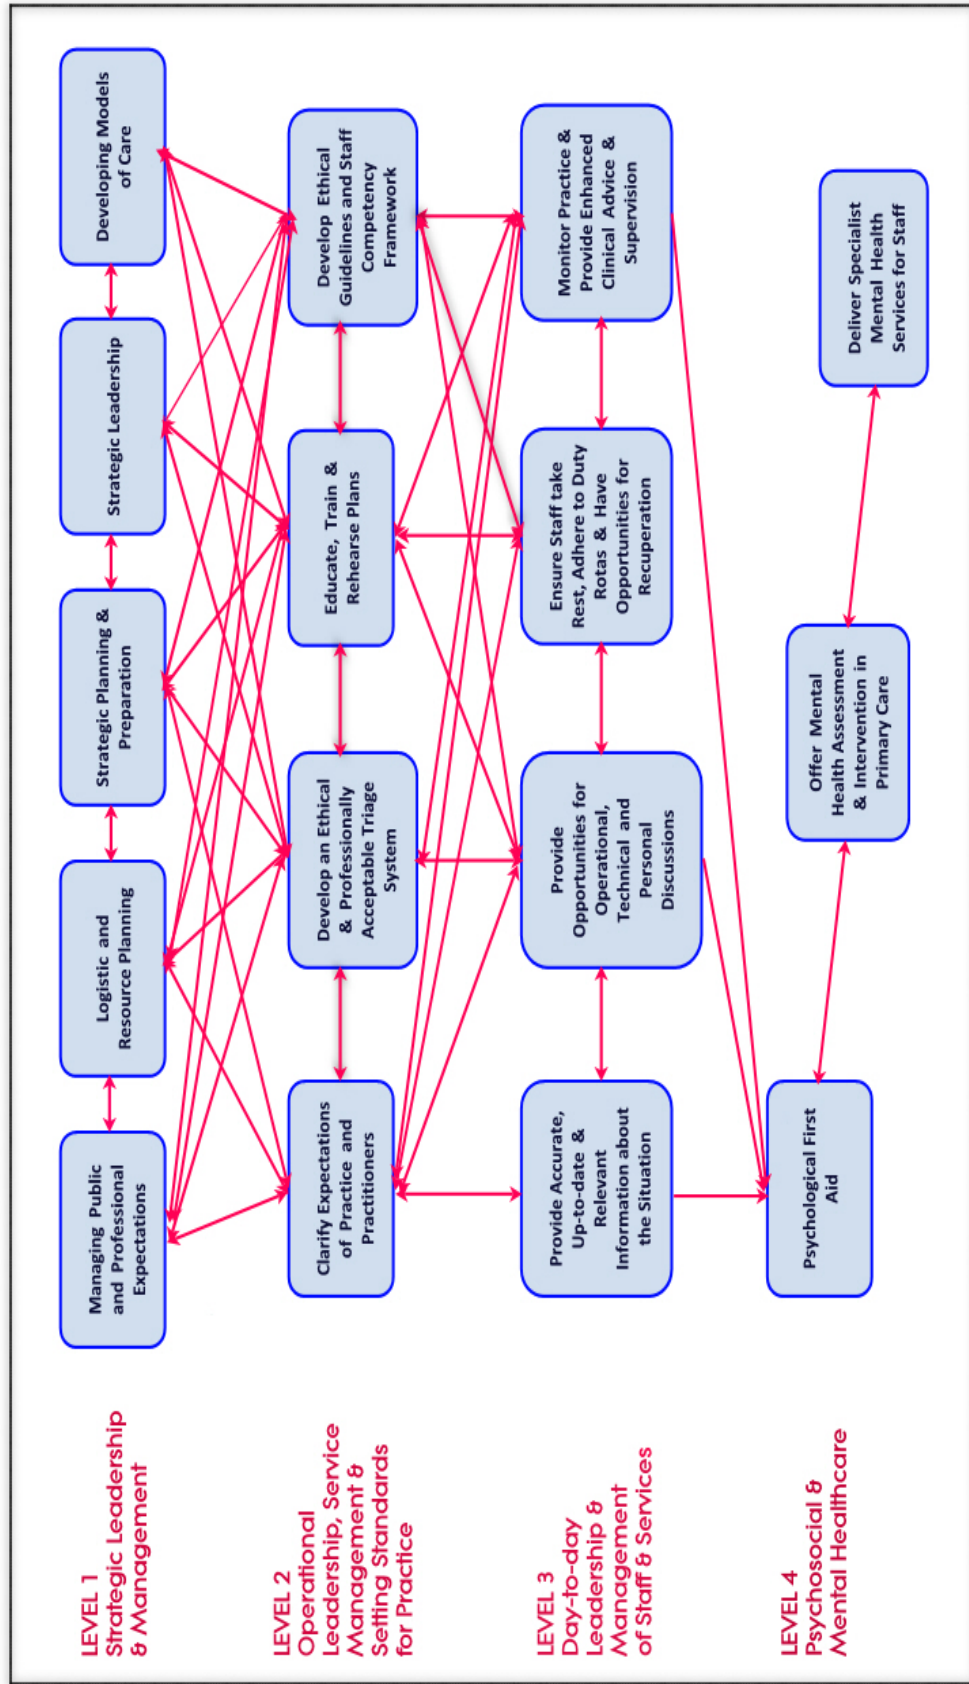 LEVEL 1
Strategic Leadership
& Management
Managing Public
and Professional
Expectations
Logistic and
Resource Planning
Strategic Planning &
Preparation
Strategic Leadership
Developing Models
of Care
LEVEL 2
Operational
Leadership, Service
Management &
Setting Standards
for Practice
Clarify Expectations
of Practice and
Practitioners
Develop an Ethical
& Professionally
Acceptable Triage
System
Educate, Train &
Rehearse Plans
Develop Ethical
Guidelines and Staff
Competency
Framework
LEVEL 3
Day-to-day
Leadership &
Management
of Staff & Services
Provide Accurate,
Up-to-date &
Relevant
Information about
the Situation
Provide
Opportunities for
Operational,
Technical and
Personal
Discussions
Ensure Staff take
Rest, Adhere to Duty
Rotas & Have
Opportunities for
Recuperation
Monitor Practice &
Provide Enhanced
Clinical Advice &
Supervision
LEVEL 4
Psychosocial &
Mental Healthcare
Psychological First
Aid
Offer Mental
Health Assessment
& Intervention in
Primary Care
Deliver Specialist
Mental Health
Services for Staff